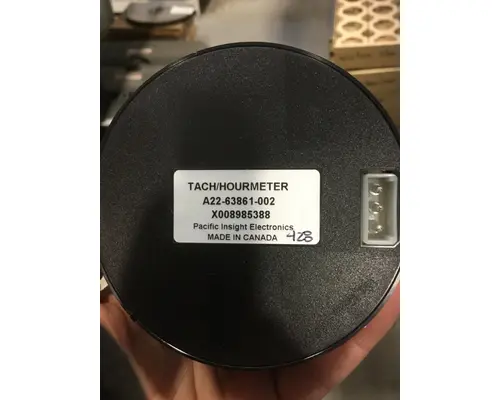 TACH/HOURMETER
A22-63861-002
X008985388
Pacific Insight Electronics
MADE IN CANADA 428